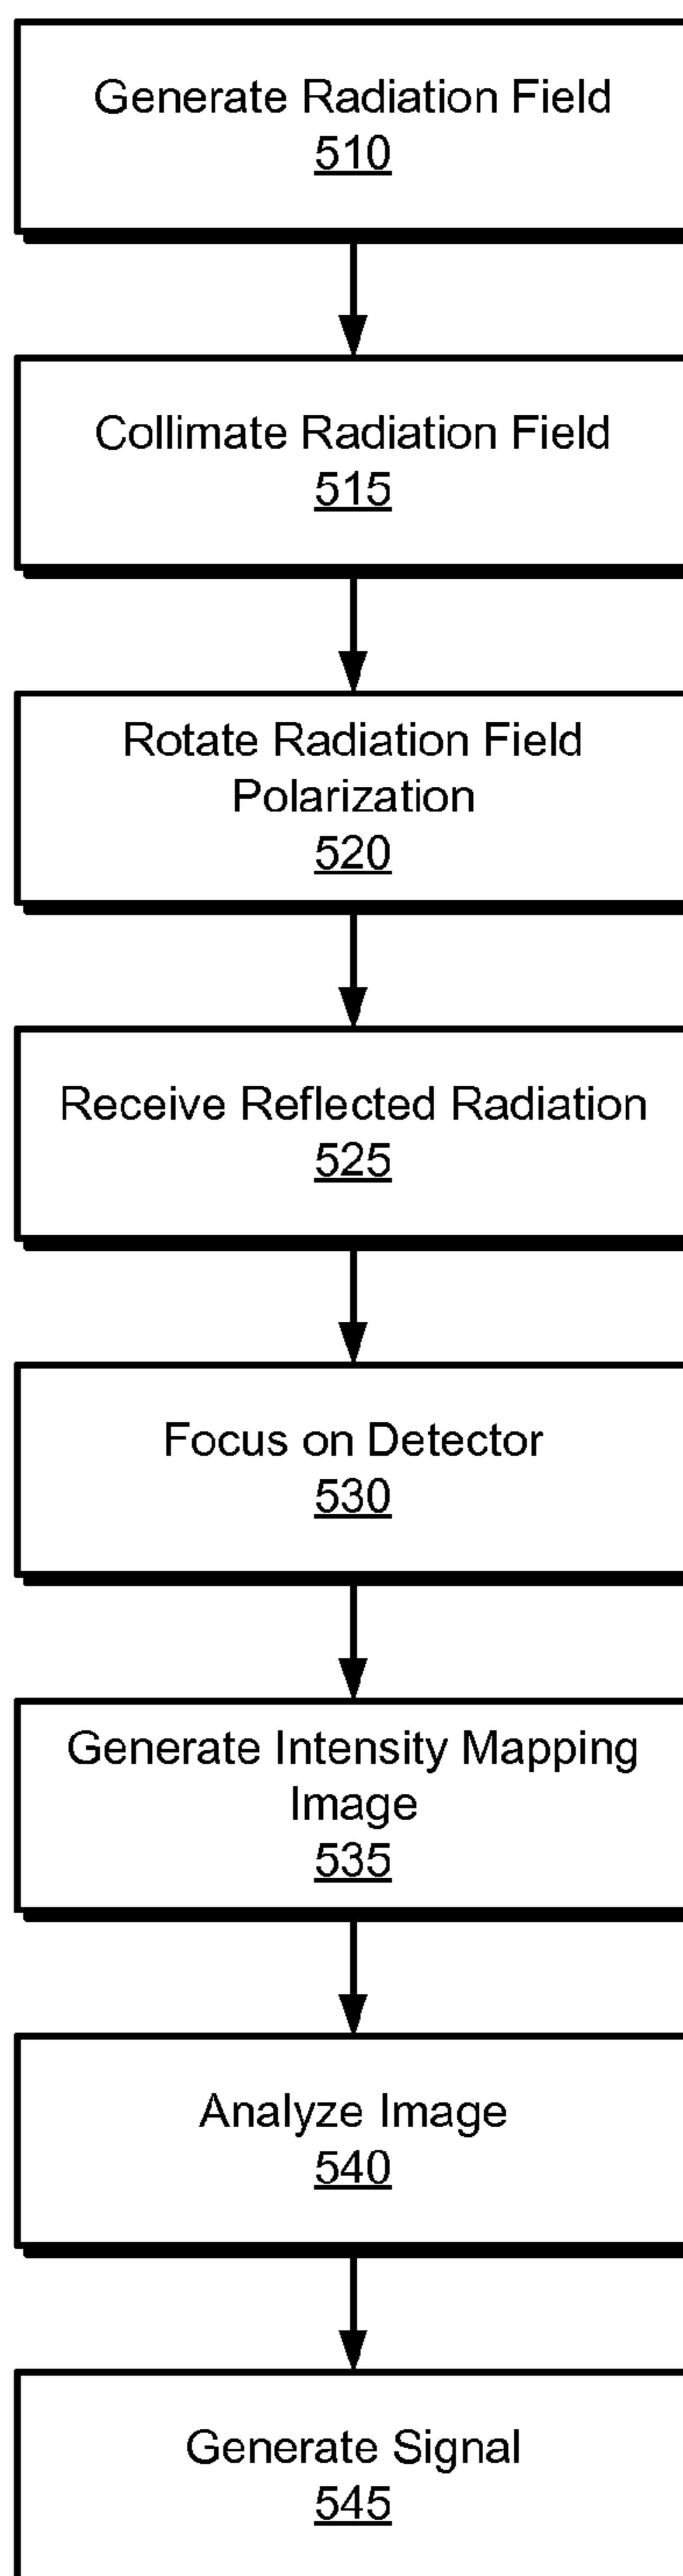 Generate Radiation Field
510
Collimate Radiation Field
515
Rotate Radiation Field
Polarization
520
Receive Reflected Radiation
525
Focus on Detector
530
Generate Intensity Mapping
Image
535
Analyze Image
540
Generate Signal
545